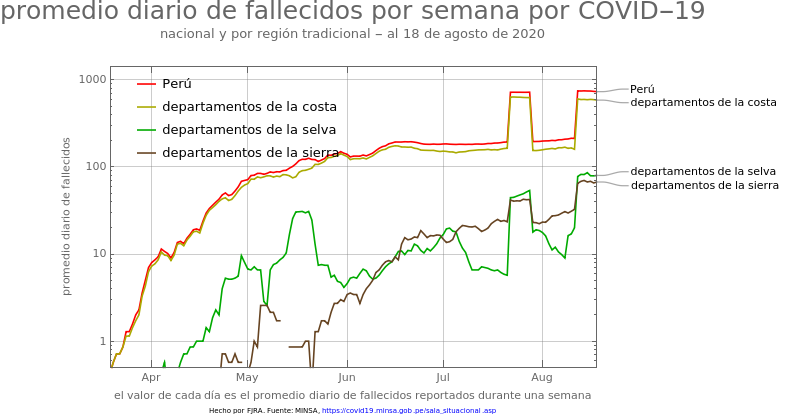 promedio diario de fallecidos por semana por COVID−19
nacional y por región tradicional − al 18 de agosto de 2020
1000
100
10
1
promedio diario de fallecidos
Perú
departamentos de la costa
departamentos de la selva
departamentos de la sierra
Perú
departamentos de la costa
departamentos de la selva
departamentos de la sierra
Apr May Jun Jul Aug
el valor de cada día es el promedio diario de fallecidos reportados durante una semana
Hecho por FJRA. Fuente: MINSA, https://covid19.minsa.gob.pe/sala_situacional.asp